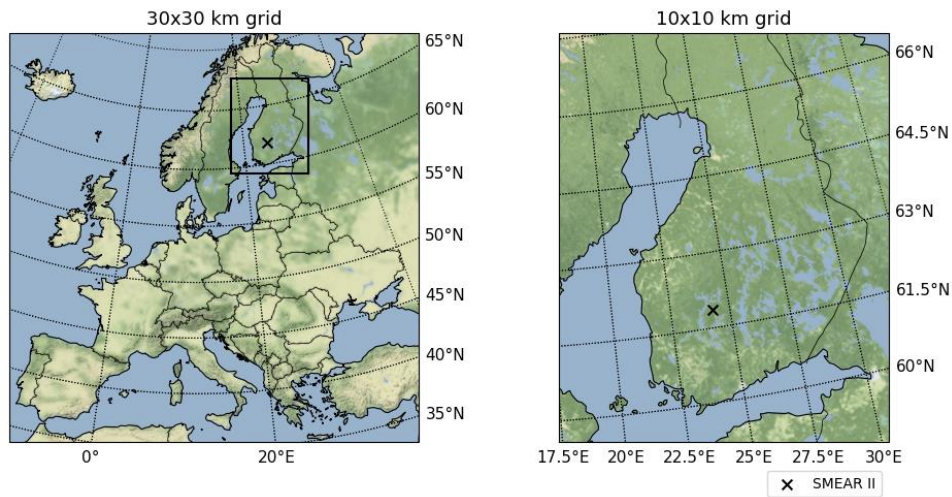 30x30 km grid
65°N
60°N
55°N
50°N
45°N
40°N
35°N
0°
20°E
10x10 km grid
66°N
64.5°N
63°N
61.5°N
60°N
17.5°E
20°E
22.5°E
25°E
27.5°E
30°E
SMEAR II